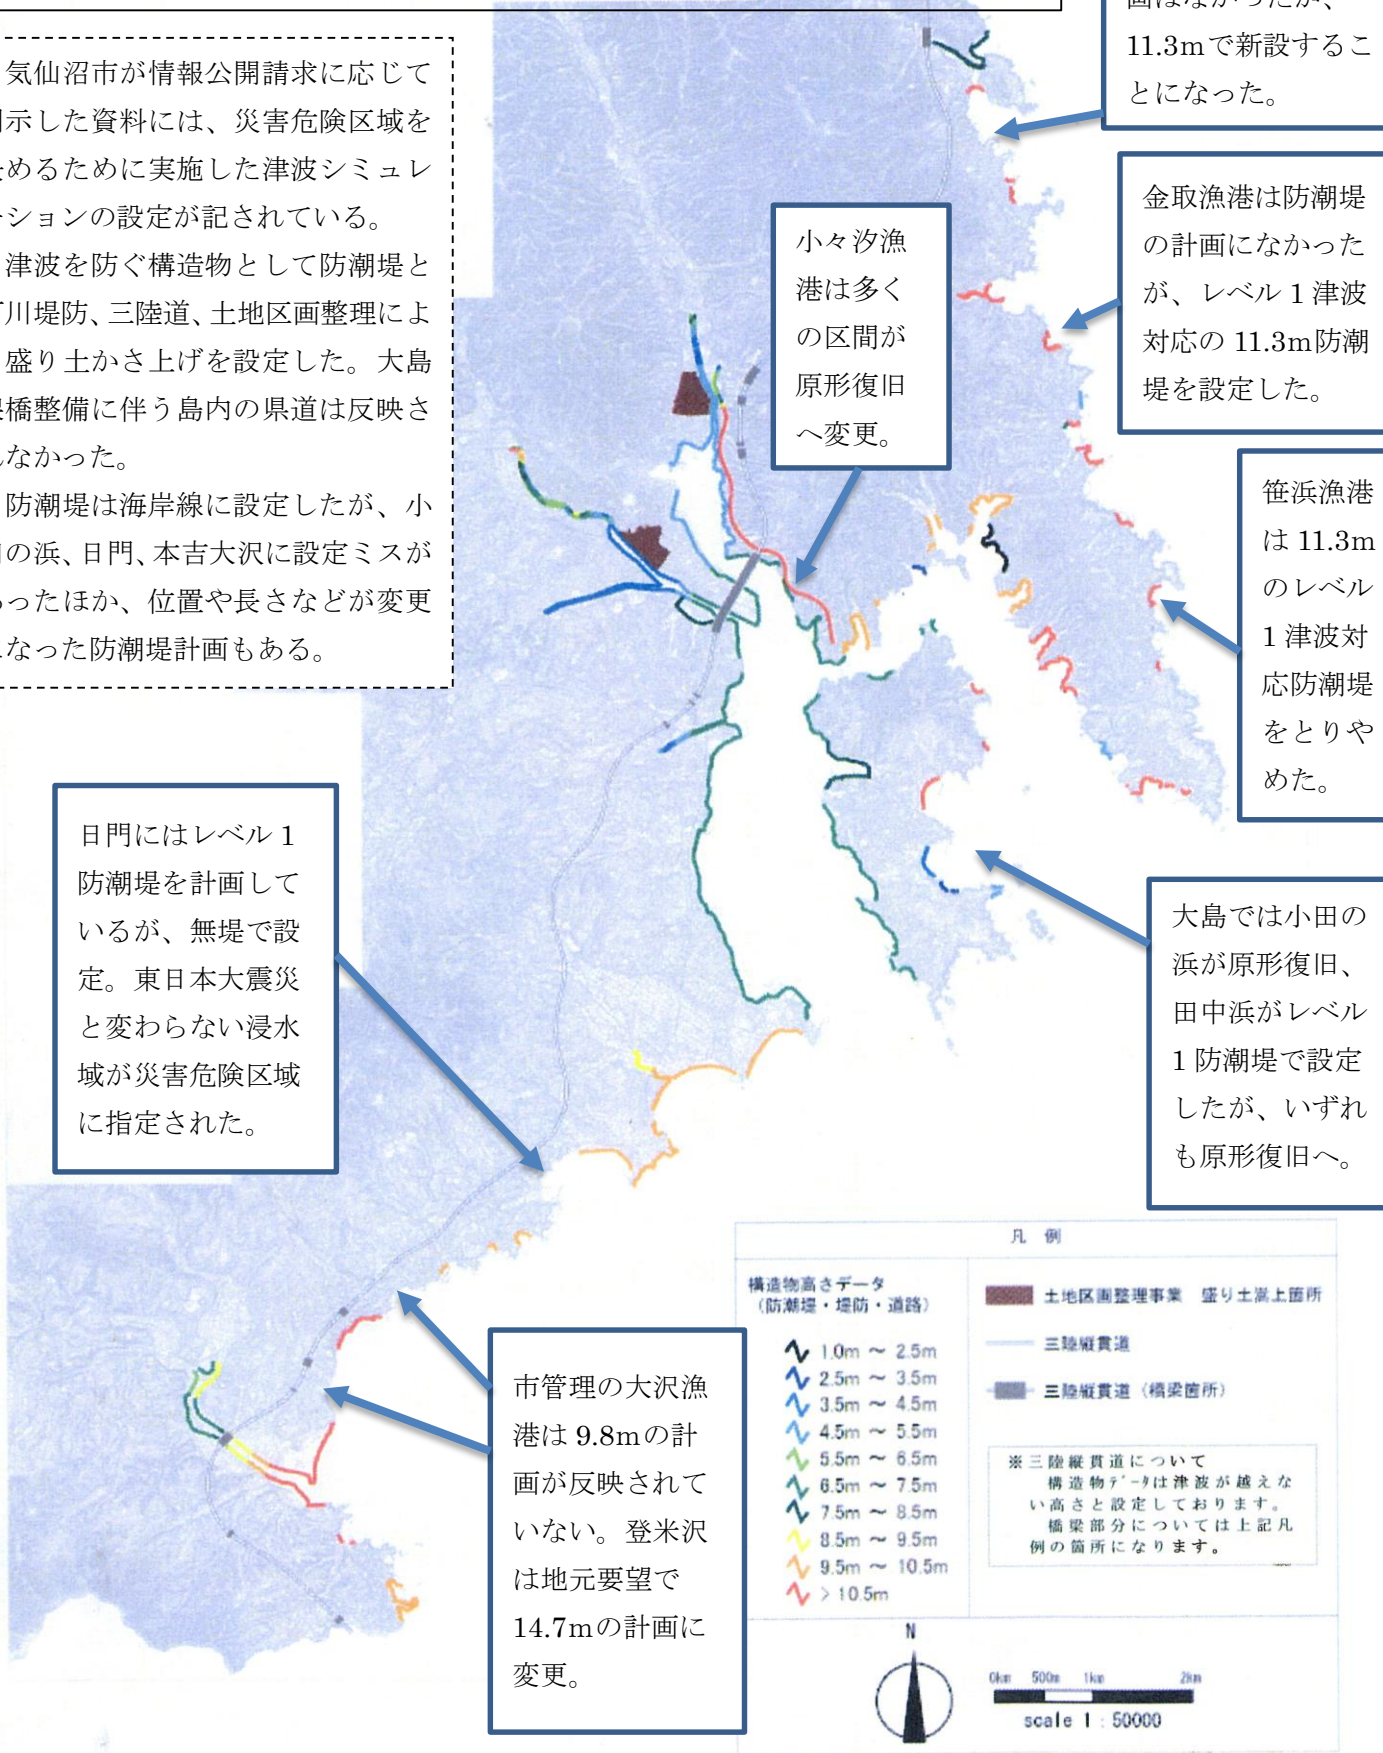 画はなかったが、
11.3mで新設するこ
とになった。
気仙沼市が情報公開請求に応じて
示した資料には、災害危険区域を
めるために実施した津波シミュレ
ションの設定が記されている。
津波を防ぐ構造物として防潮堤と
川堤防、三陸道、土地区画整理によ
盛り土かさ上げを設定した。大島
橋整備に伴う島内の県道は反映さ
なかった。
防潮堤は海岸線に設定したが、小
の浜、日門、本吉大沢に設定ミスが
ったほか、位置や長さなどが変更
なった防潮堤計画もある。
金取漁港は防潮堤
の計画になかった
が、レベル 1 津波
対応の 11.3m防潮
堤を設定した。
小々汐漁
港は多く
の区間が
原形復旧
へ変更。
笹浜漁港
は 11.3m
のレベル
1 津波対
応防潮堤
をとりや
めた。
日門にはレベル 1
防潮堤を計画して
いるが、無堤で設
定。東日本大震災
と変わらない浸水
域が災害危険区域
に指定された。
大島では小田の
浜が原形復旧、
田中浜がレベル
1 防潮堤で設定
したが、いずれ
も原形復旧へ。
市管理の大沢漁
港は 9.8mの計
画が反映されて
いない。登米沢
は地元要望で
14.7mの計画に
変更。
凡 例
構造物高さデータ
(防潮堤・堤防・道路)
1.0m ～ 2.5m
2.5m ～ 3.5m
3.5m ～ 4.5m
4.5m ～ 5.5m
5.5m ～ 6.5m
6.5m ～ 7.5m
7.5m ～ 8.5m
8.5m ～ 9.5m
9.5m ～ 10.5m
> 10.5m
土地区画整理事業 盛り土嵩上箇所
三陸縦貫道
三陸縦貫道（橋梁箇所）
※三陸縦貫道について
構造物ﾃﾞｰﾀは津波が越えな
い高さと設定しております。
橋梁部分については上記凡
例の箇所になります。
N
0km 500m 1km 2km
scale 1 : 50000